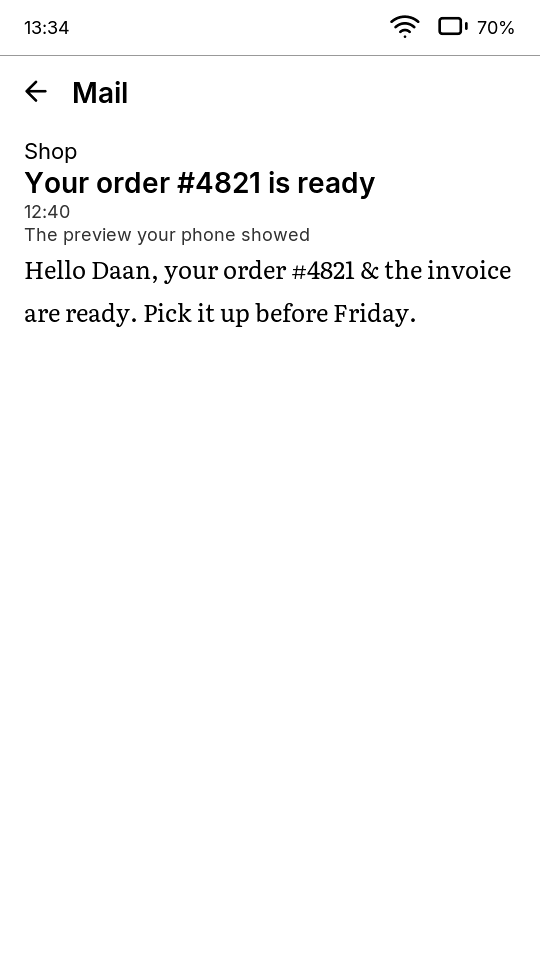 13:34
70%
Mail
Shop
Your order #4821 is ready
12:40
The preview your phone showed
Hello Daan, your order #4821 & the invoice
are ready. Pick it up before Friday.